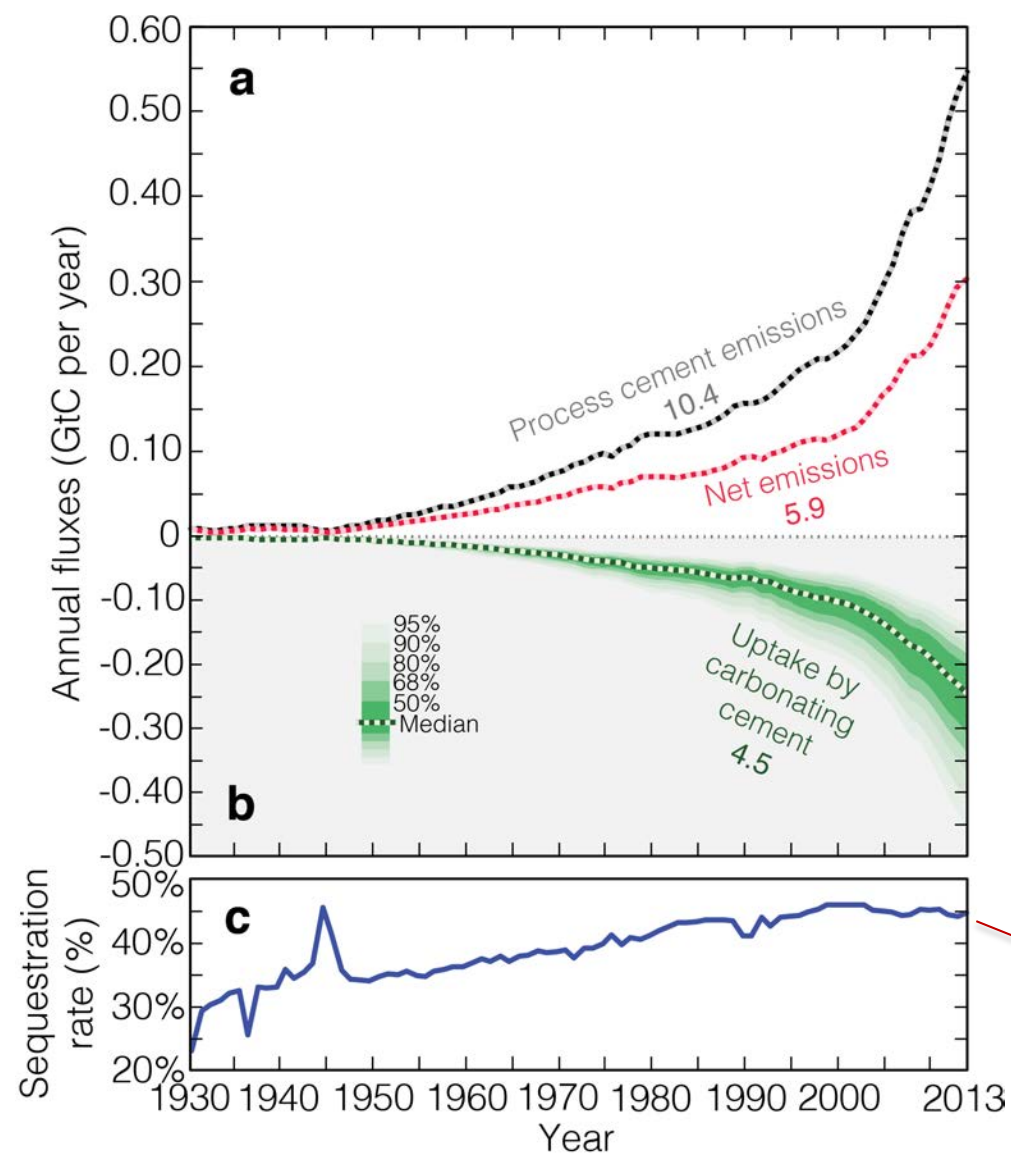 0.60
a
0.50
0.40
0.30
0.20
0.10
0
-0.10
-0.20
-0.30
-0.40
-0.50
Annual fluxes (GtC per year)
Process cement emissions
10.4
Net emissions
5.9
95%
90%
80%
68%
50%
Median
Uptake by
carbonating
cement
4.5
b
50%
40%
30%
20%
Sequestration
rate (%)
c
1930 1940 1950 1960 1970 1980 1990 2000 2013
Year